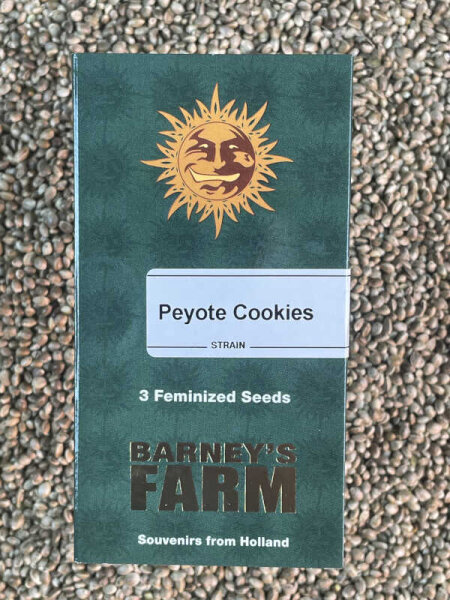 Peyote Cookies
STRAIN
3 Feminized Seeds
BARNEY'S
FARM
Souvenirs from Holland